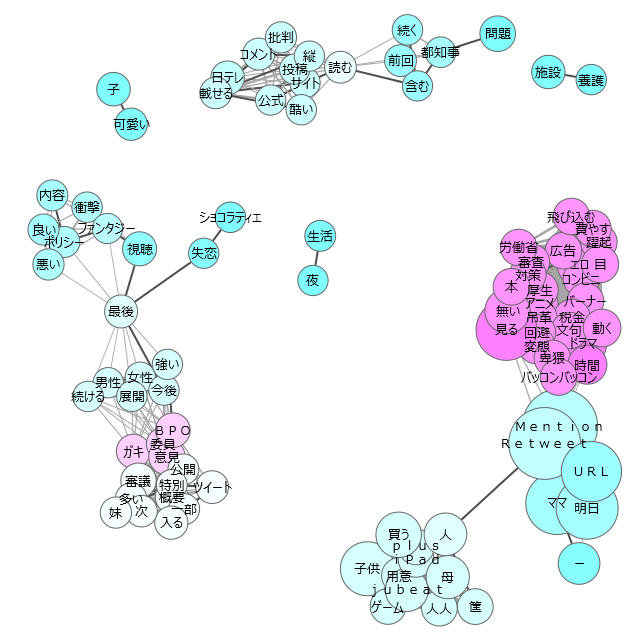 批判
コメント
縦
日テレ
投稿
サイト
載せる
公式
酷い
読む
続く
前回
都知事
問題
含む
施設
養護
子
可愛い
内容
衝撃
良い
ファンタジー
ポリシー
悪い
視聴
ショコラティエ
失恋
生活
夜
最後
飛び込む
費やす
躍起
労働省
広告
審査
エロ
目
対策
コンビニ
本
厚生
アニメ
バーナー
無い
吊革
税金
見る
回避
文句
動く
変態
ドラマ
卑猥
時間
バッコンバッコン
強い
女性
男性
今後
続ける
展開
ＢＰＯ
委員
ガキ
意見
公開
審議
特別
ツイート
多い
概要
妹
次
一部
入る
Ｍｅｎｔｉｏｎ
Ｒｅｔｗｅｅｔ
ＵＲＬ
ママ
明日
ー
買う
人
ｐｌｕｓ
ｉＰａｄ
子供
用意
母
ｊｕｂｅａｔ
ゲーム
人人
筐